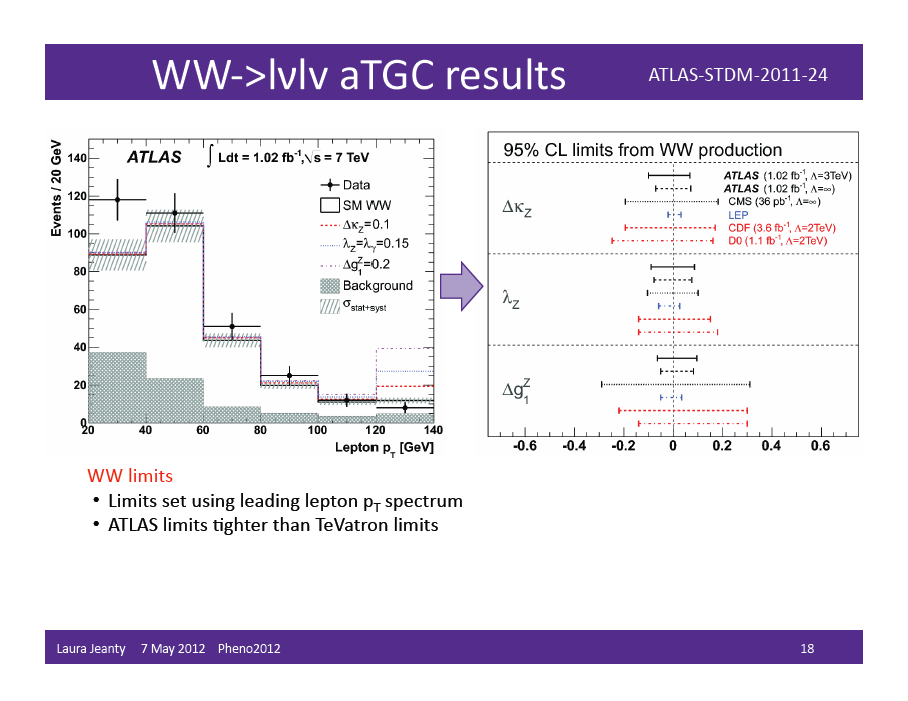 WW->lνlν aTGC results
ATLAS-STDM-2011-24
Events / 20 GeV
140
120
100
80
60
40
20
0
ATLAS
∫ Ldt = 1.02 fb⁻¹,√s = 7 TeV
Data
SM WW
Δκ_Z=0.1
λ_Z=λ_γ=0.15
Δg₁ᶻ=0.2
Background
σ_stat+syst
20 40 60 80 100 120 140
Lepton p_T [GeV]
95% CL limits from WW production
ATLAS (1.02 fb⁻¹, Λ=3TeV)
ATLAS (1.02 fb⁻¹, Λ=∞)
CMS (36 pb⁻¹, Λ=∞)
LEP
CDF (3.6 fb⁻¹, Λ=2TeV)
D0 (1.1 fb⁻¹, Λ=2TeV)
Δκ_Z
λ_Z
Δg₁ᶻ
-0.6 -0.4 -0.2 0 0.2 0.4 0.6
WW limits
• Limits set using leading lepton p_T spectrum
• ATLAS limits tighter than TeVatron limits
Laura Jeanty 7 May 2012 Pheno2012
18